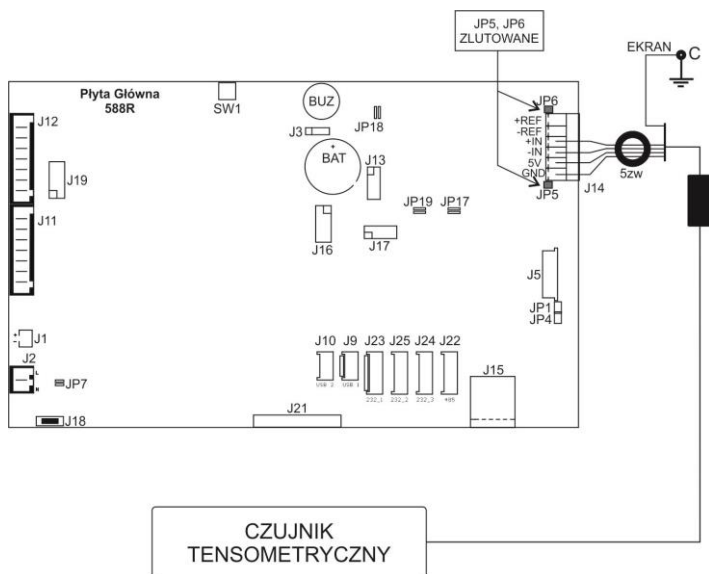 JP5, JP6
ZLUTOWANE
EKRAN
C
Płyta Główna
588R
SW1
BUZ
JP18
J3
BAT
+
J13
JP6
+REF
-REF
+IN
-IN
5V
GND
JP5
J14
5zw
J12
J19
J11
J16
J17
JP19
JP17
J5
JP1
JP4
+
-
J1
J2
L
N
JP7
J18
J10
J9
J23
J25
J24
J22
USB 2
USB 1
232_1
232_2
232_3
485
J15
J21
CZUJNIK
TENSOMETRYCZNY